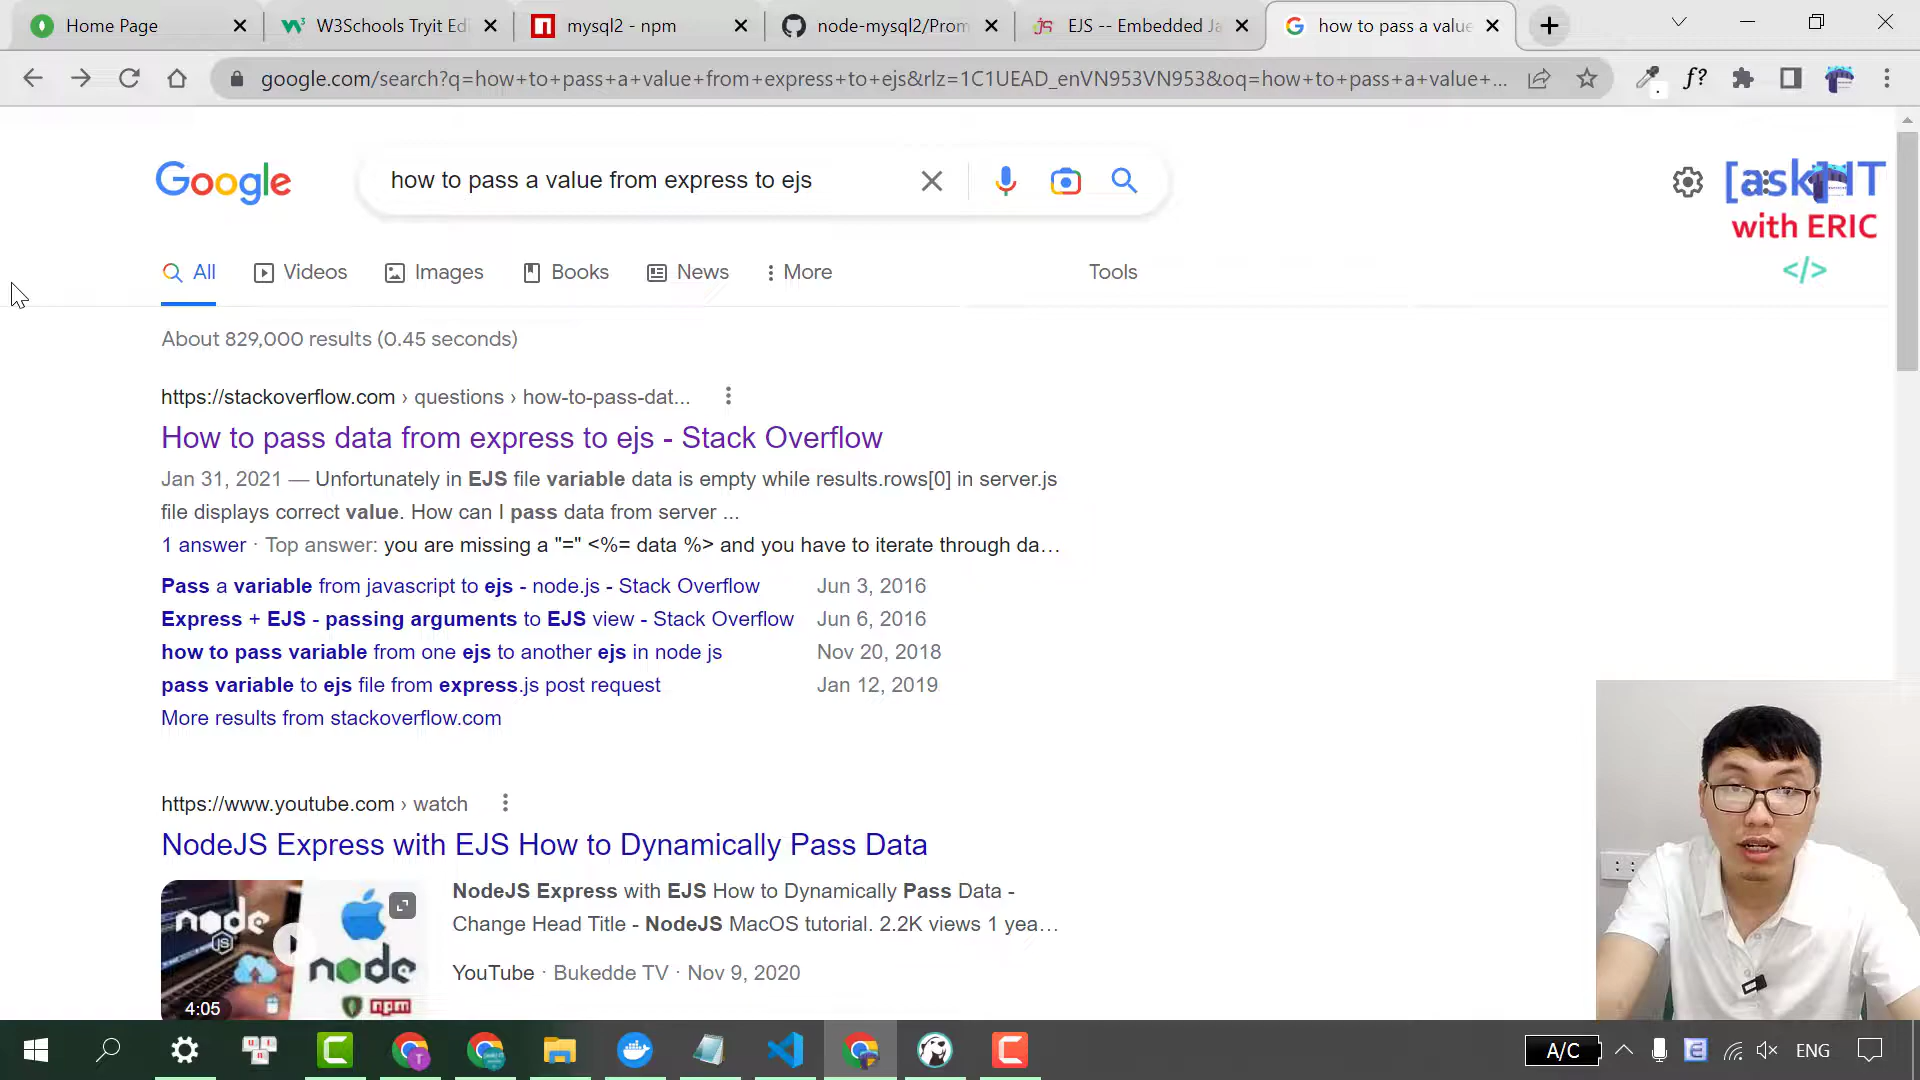 Home Page
W3Schools Tryit Edi
mysql2 - npm
node-mysql2/Prom
EJS -- Embedded Ja
how to pass a value
google.com/search?q=how+to+pass+a+value+from+express+to+ejs&rlz=1C1UEAD_enVN953VN953&oq=how+to+pass+a+value+...
f?
Google
how to pass a value from express to ejs
[ask]IT
with ERIC
</>
All
Videos
Images
Books
News
More
Tools
About 829,000 results (0.45 seconds)
https://stackoverflow.com › questions › how-to-pass-dat...
How to pass data from express to ejs - Stack Overflow
Jan 31, 2021 — Unfortunately in EJS file variable data is empty while results.rows[0] in server.js
file displays correct value. How can I pass data from server ...
1 answer · Top answer: you are missing a "=" <%= data %> and you have to iterate through da...
Pass a variable from javascript to ejs - node.js - Stack Overflow Jun 3, 2016
Express + EJS - passing arguments to EJS view - Stack Overflow Jun 6, 2016
how to pass variable from one ejs to another ejs in node js Nov 20, 2018
pass variable to ejs file from express.js post request Jan 12, 2019
More results from stackoverflow.com
https://www.youtube.com › watch
NodeJS Express with EJS How to Dynamically Pass Data
NodeJS Express with EJS How to Dynamically Pass Data -
Change Head Title - NodeJS MacOS tutorial. 2.2K views 1 yea...
YouTube · Bukedde TV · Nov 9, 2020
node
JS
node
npm
4:05
A/C
ENG